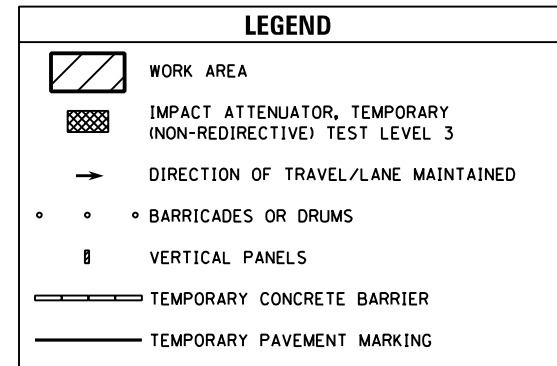 LEGEND
WORK AREA
IMPACT ATTENUATOR, TEMPORARY
(NON-REDIRECTIVE) TEST LEVEL 3
DIRECTION OF TRAVEL/LANE MAINTAINED
BARRICADES OR DRUMS
VERTICAL PANELS
TEMPORARY CONCRETE BARRIER
TEMPORARY PAVEMENT MARKING